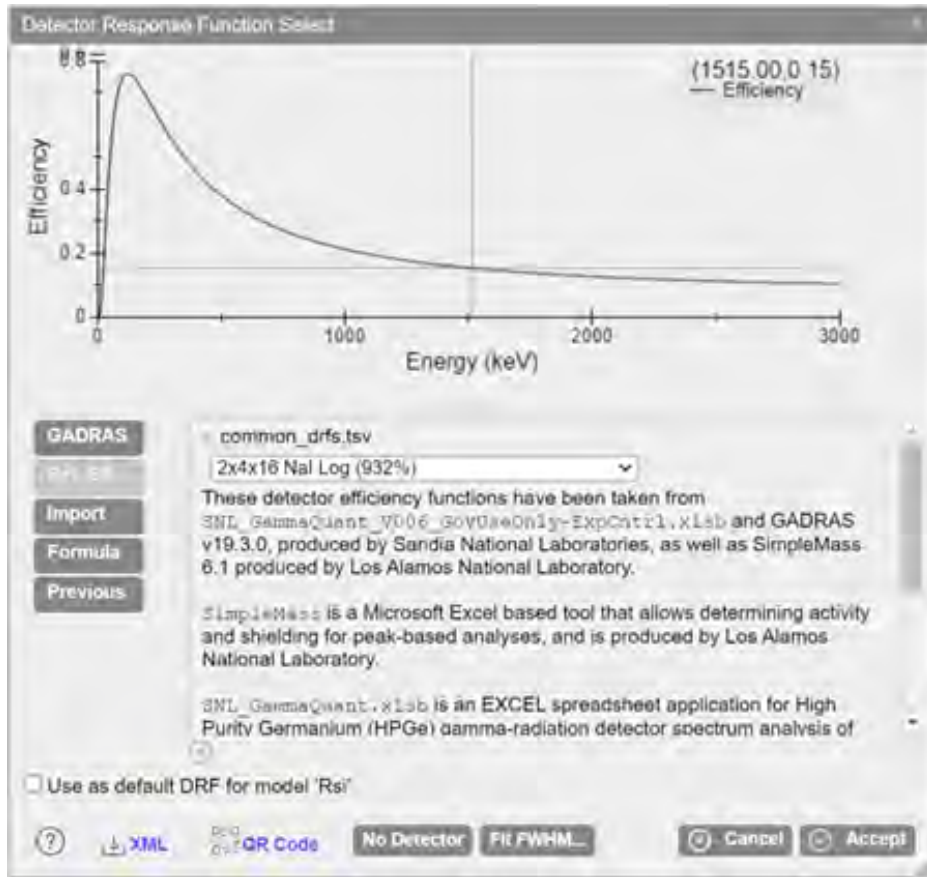 Detector Response Function Select
0.8
(1515.00,0 15)
Efficiency
Efficiency
0.4
0.2
0
0
1000
2000
3000
Energy (keV)
GADRAS
Import
Formula
Previous
common_drfs.tsv
2x4x16 NaI Log (932%)
These detector efficiency functions have been taken from
SNL_GammaQuant_V006_GovUseOnly-ExpCntrl.xlsb and GADRAS
v19.3.0, produced by Sandia National Laboratories, as well as SimpleMass
6.1 produced by Los Alamos National Laboratory.
SimpleMass is a Microsoft Excel based tool that allows determining activity
and shielding for peak-based analyses, and is produced by Los Alamos
National Laboratory.
SNL_GammaQuant.xlsb is an EXCEL spreadsheet application for High
Purity Germanium (HPGe) gamma-radiation detector spectrum analysis of
Use as default DRF for model 'Rsi'
? XML QR Code No Detector Fit FWHM... Cancel Accept